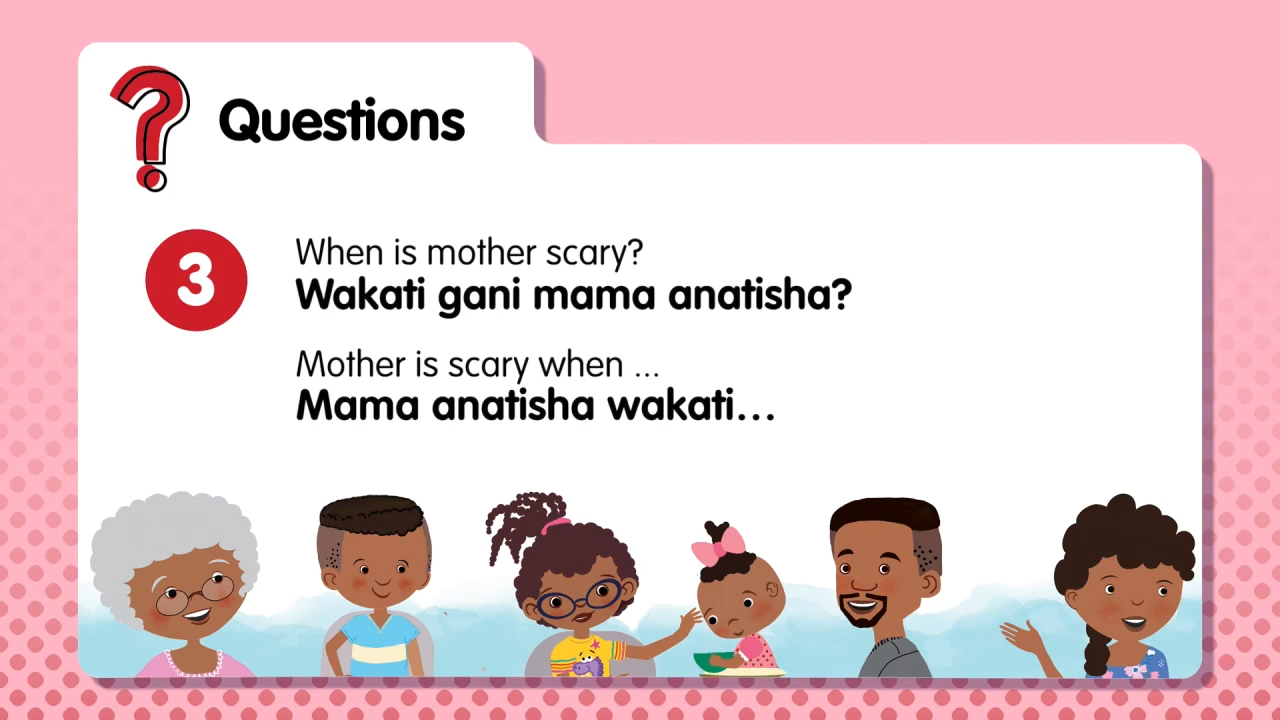 ?
Questions
3
When is mother scary?
Wakati gani mama anatisha?
Mother is scary when ...
Mama anatisha wakati...